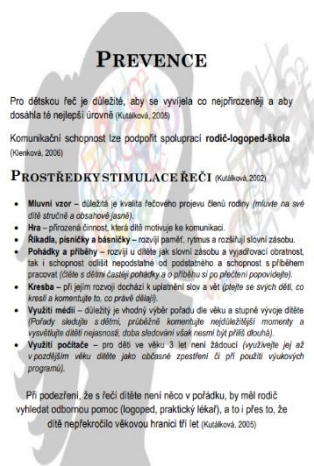 PREVENCE
Pro dětskou řeč je důležité, aby se vyvíjela co nejpřirozeněji a aby
dosáhla té nejlepší úrovně (Kutálková, 2005)
Komunikační schopnost lze podpořit spoluprací rodič-logoped-škola
(Klenková, 2006)
PROSTŘEDKY STIMULACE ŘEČI (Kutálková, 2002)
• Mluvní vzor – důležitá je kvalita řečového projevu členů rodiny (mluvte na své
dítě stručně a obsahově jasně).
• Hra – přirozená činnost, která dítě motivuje ke komunikaci.
• Říkadla, písničky a básničky – rozvíjí paměť, rytmus a rozšiřují slovní zásobu.
• Pohádky a příběhy – rozvíjí u dítěte jak slovní zásobu a vyjadřovací obratnost,
tak i schopnost odlišit nepodstatné od podstatného a schopnost s příběhem
pracovat (čtěte s dětmi častěji pohádky a o příběhu si po přečtení popovídejte).
• Kresba – při jejím rozvoji dochází k uplatnění slov a vět (ptejte se svých dětí, co
kreslí a komentujte to, co právě dělají).
• Využití médií – důležitý je vhodný výběr pořadu dle věku a stupně vývoje dítěte
(Pořady sledujte s dětmi, průběžně komentujte nejdůležitější momenty a
vysvětlujte dítěti nejasnosti, doba sledování však nesmí být příliš dlouhá).
• Využití počítače – pro děti ve věku 3 let není žádoucí (využívejte jej až
v pozdějším věku dítěte jako občasné zpestření či při použití výukových
programů).
Při podezření, že s řečí dítěte není něco v pořádku, by měl rodič
vyhledat odbornou pomoc (logoped, praktický lékař), a to i přes to, že
dítě nepřekročilo věkovou hranici tří let (Kutálková, 2005)